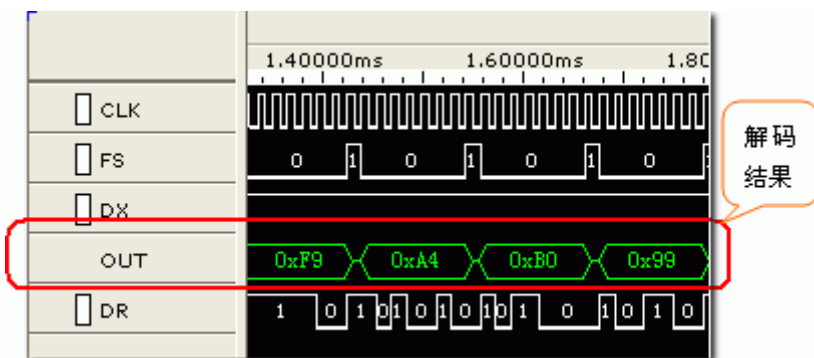 1.40000ms 1.60000ms 1.80
CLK
FS 0 1 0 1 0 1 0
解码
结果
DX
OUT 0xF9 0xA4 0xB0 0x99
DR 1 0 1 0 1 0 1 0 1 0 1 0 1 0 1 0